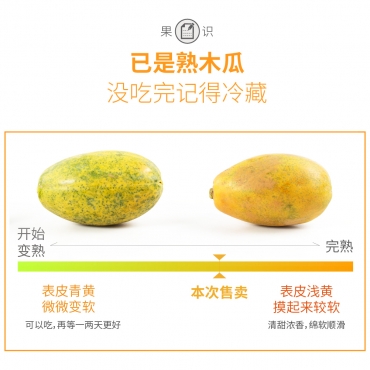 果 识
已是熟木瓜
没吃完记得冷藏
开始
变熟
完熟
表皮青黄
微微变软
可以吃，再等一两天更好
本次售卖
表皮浅黄
摸起来较软
清甜浓香，绵软顺滑